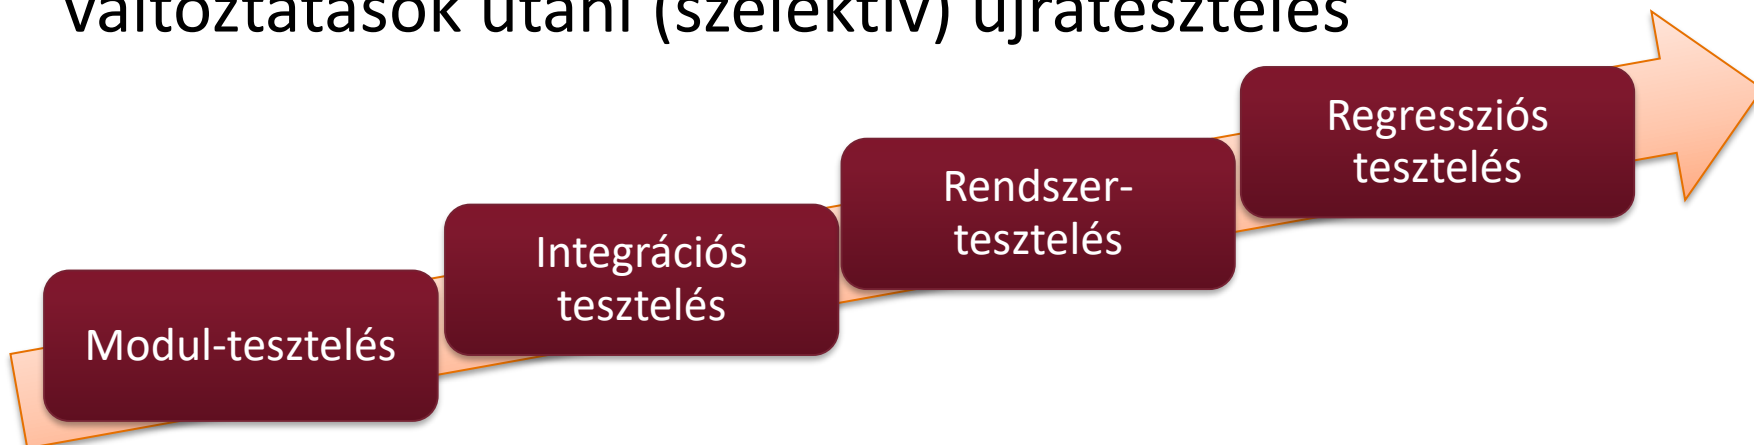 Változtatások utáni (szelektív) újratesztelés
Modul-tesztelés
Integrációs
tesztelés
Rendszer-
tesztelés
Regressziós
tesztelés